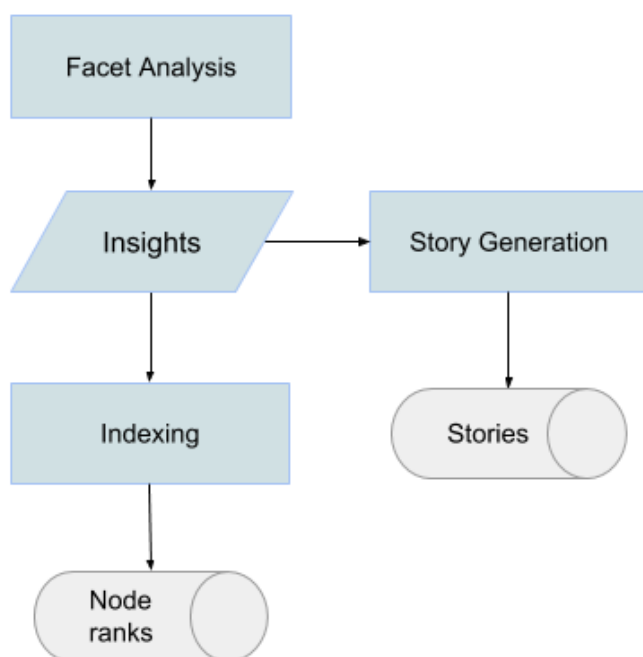 Facet Analysis
Insights
Story Generation
Indexing
Stories
Node
ranks